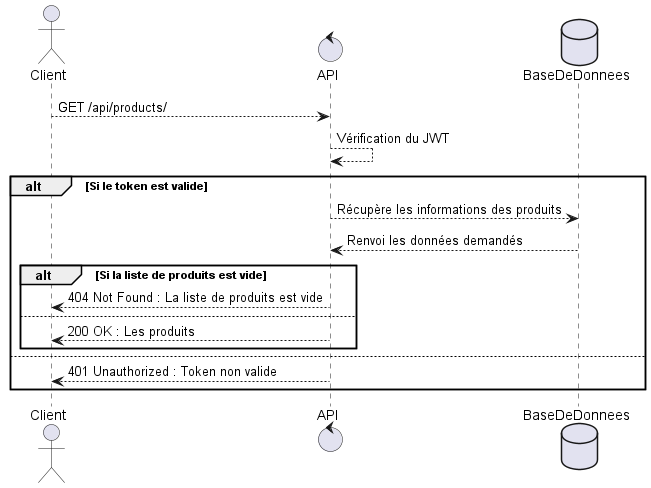 Client API BaseDeDonnees
GET /api/products/
Vérification du JWT
alt [Si le token est valide]
Récupère les informations des produits
Renvoi les données demandés
alt [Si la liste de produits est vide]
404 Not Found : La liste de produits est vide
200 OK : Les produits
401 Unauthorized : Token non valide
Client API BaseDeDonnees